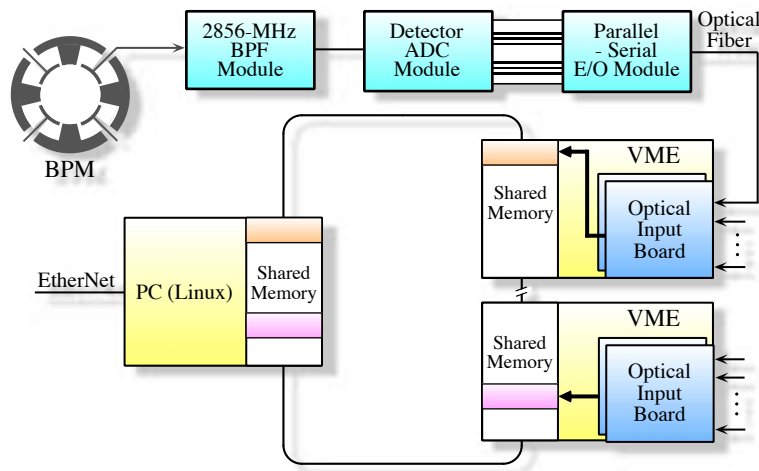 2856-MHz
BPF
Module
Detector
ADC
Module
Parallel
- Serial
E/O Module
Optical
Fiber
BPM
VME
Shared
Memory
Optical
Input
Board
EtherNet
PC (Linux)
Shared
Memory
VME
Shared
Memory
Optical
Input
Board